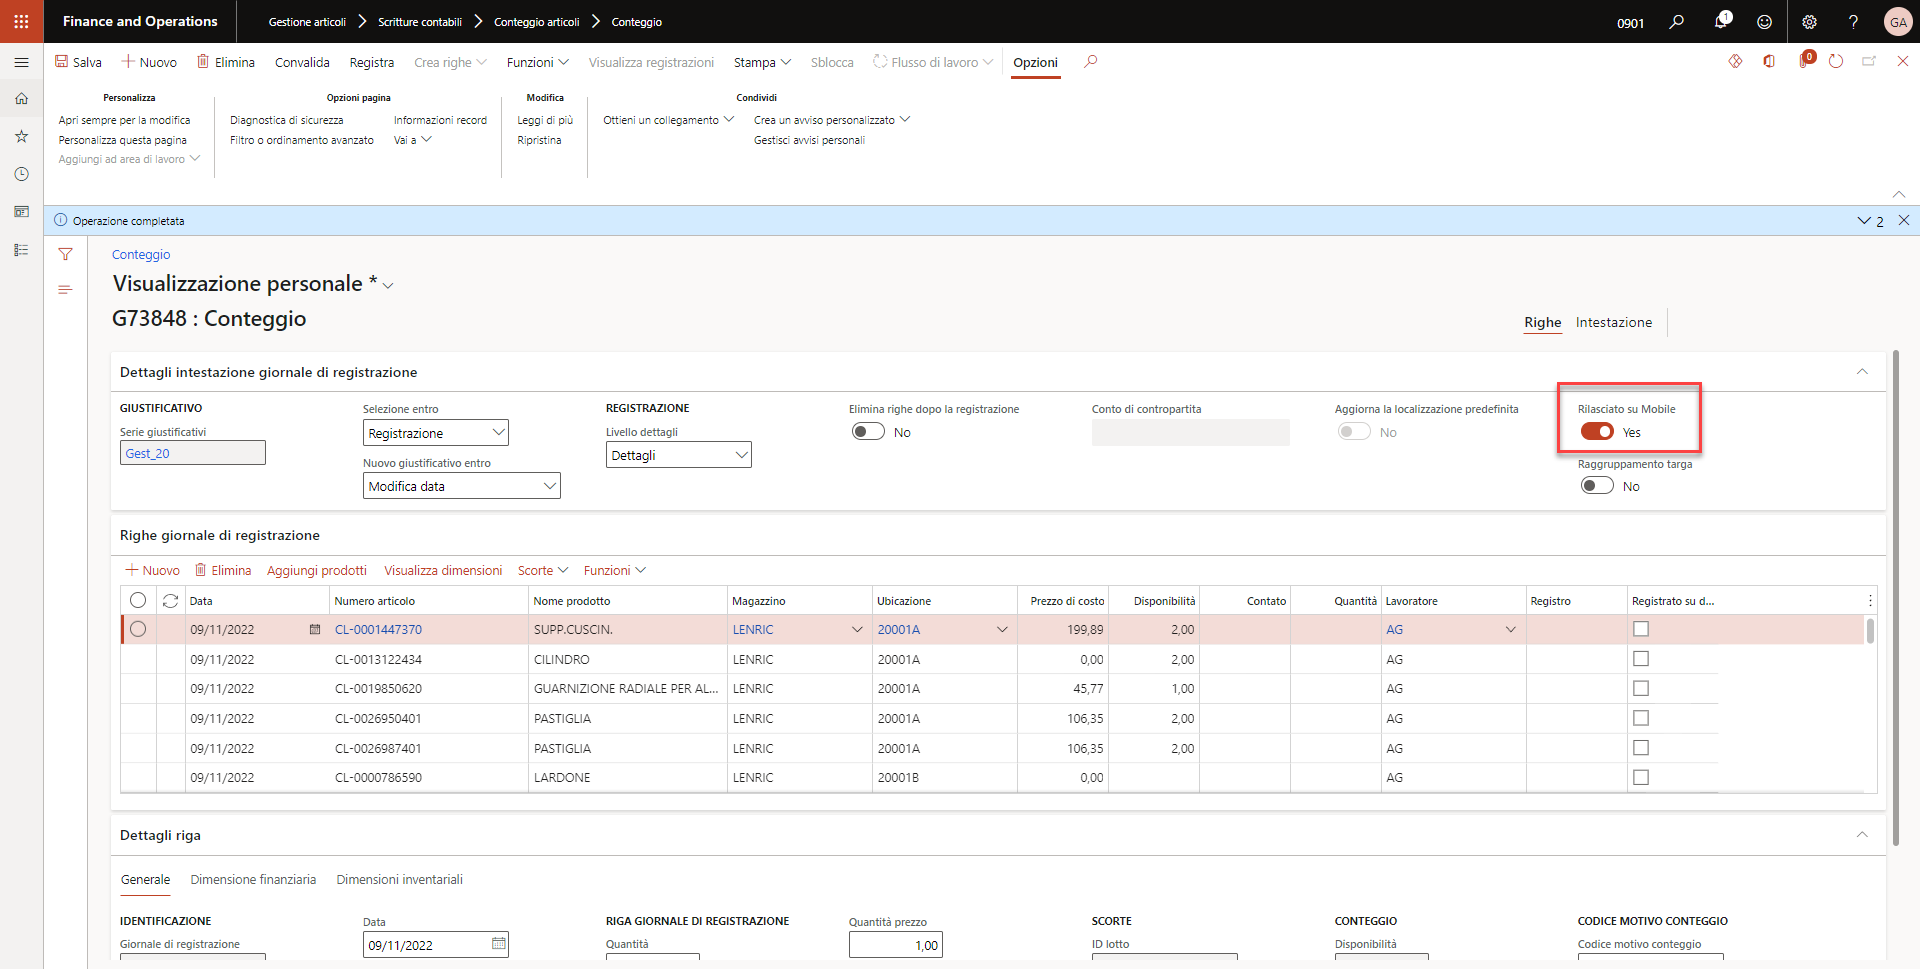 Finance and Operations
Gestione articoli
Scritture contabili
Conteggio articoli
Conteggio
0901
1
GA
Salva
Nuovo
Elimina
Convalida
Registra
Crea righe
Funzioni
Visualizza registrazioni
Stampa
Sblocca
Flusso di lavoro
Opzioni
0
Personalizza
Apri sempre per la modifica
Personalizza questa pagina
Aggiungi ad area di lavoro
Opzioni pagina
Diagnostica di sicurezza
Filtro o ordinamento avanzato
Informazioni record
Vai a
Modifica
Leggi di più
Ripristina
Condividi
Ottieni un collegamento
Crea un avviso personalizzato
Gestisci avvisi personali
Operazione completata
2
Conteggio
Visualizzazione personale *
G73848 : Conteggio
Righe
Intestazione
Dettagli intestazione giornale di registrazione
GIUSTIFICATIVO
Serie giustificativi
Gest_20
Selezione entro
Registrazione
Nuovo giustificativo entro
Modifica data
REGISTRAZIONE
Livello dettagli
Dettagli
Elimina righe dopo la registrazione
No
Conto di contropartita
Aggiorna la localizzazione predefinita
No
Rilasciato su Mobile
Yes
Raggruppamento targa
No
Righe giornale di registrazione
Nuovo
Elimina
Aggiungi prodotti
Visualizza dimensioni
Scorte
Funzioni
Data Numero articolo Nome prodotto Magazzino Ubicazione Prezzo di costo Disponibilità Contato Quantità Lavoratore Registro Registrato su d...
09/11/2022 CL-0001447370 SUPP.CUSCIN. LENRIC 20001A 199,89 2,00 AG
09/11/2022 CL-0013122434 CILINDRO LENRIC 20001A 0,00 2,00 AG
09/11/2022 CL-0019850620 GUARNIZIONE RADIALE PER AL... LENRIC 20001A 45,77 1,00 AG
09/11/2022 CL-0026950401 PASTIGLIA LENRIC 20001A 106,35 2,00 AG
09/11/2022 CL-0026987401 PASTIGLIA LENRIC 20001A 106,35 2,00 AG
09/11/2022 CL-0000786590 LARDONE LENRIC 20001B 0,00 AG
Dettagli riga
Generale
Dimensione finanziaria
Dimensioni inventariali
IDENTIFICAZIONE
Giornale di registrazione
Data
09/11/2022
RIGA GIORNALE DI REGISTRAZIONE
Quantità
Quantità prezzo
1,00
SCORTE
ID lotto
CONTEGGIO
Disponibilità
CODICE MOTIVO CONTEGGIO
Codice motivo conteggio